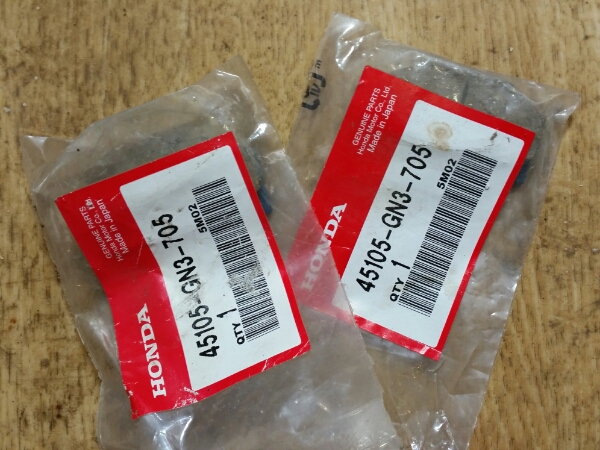 HONDA
GENUINE PARTS
Honda Motor Co., Ltd.
Made in Japan
45105-GN3-705
QTY 1
5M02
HONDA
GENUINE PARTS
Honda Motor Co., Ltd.
Made in Japan
45105-GN3-705
QTY 1
5M02